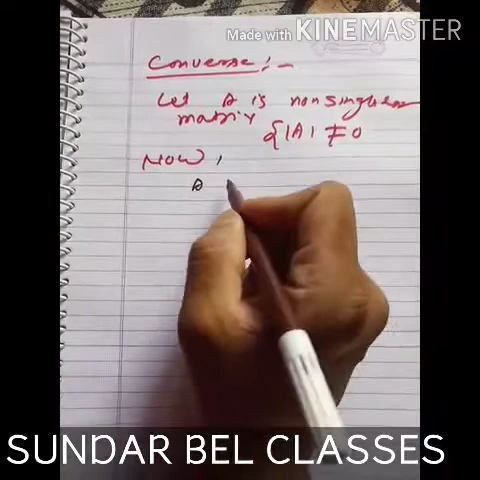 Made with KINEMASTER
Converse :-
Let A is nonsingular
matrix
{|A| ≠ 0
Now,
A
SUNDAR BEL CLASSES